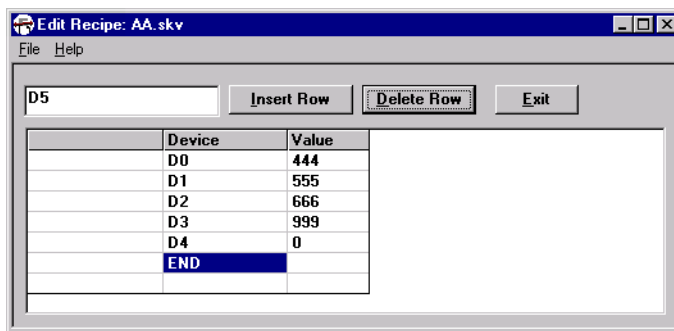 Edit Recipe: AA.skv
File Help
D5 Insert Row Delete Row Exit
Device Value
D0 444
D1 555
D2 666
D3 999
D4 0
END